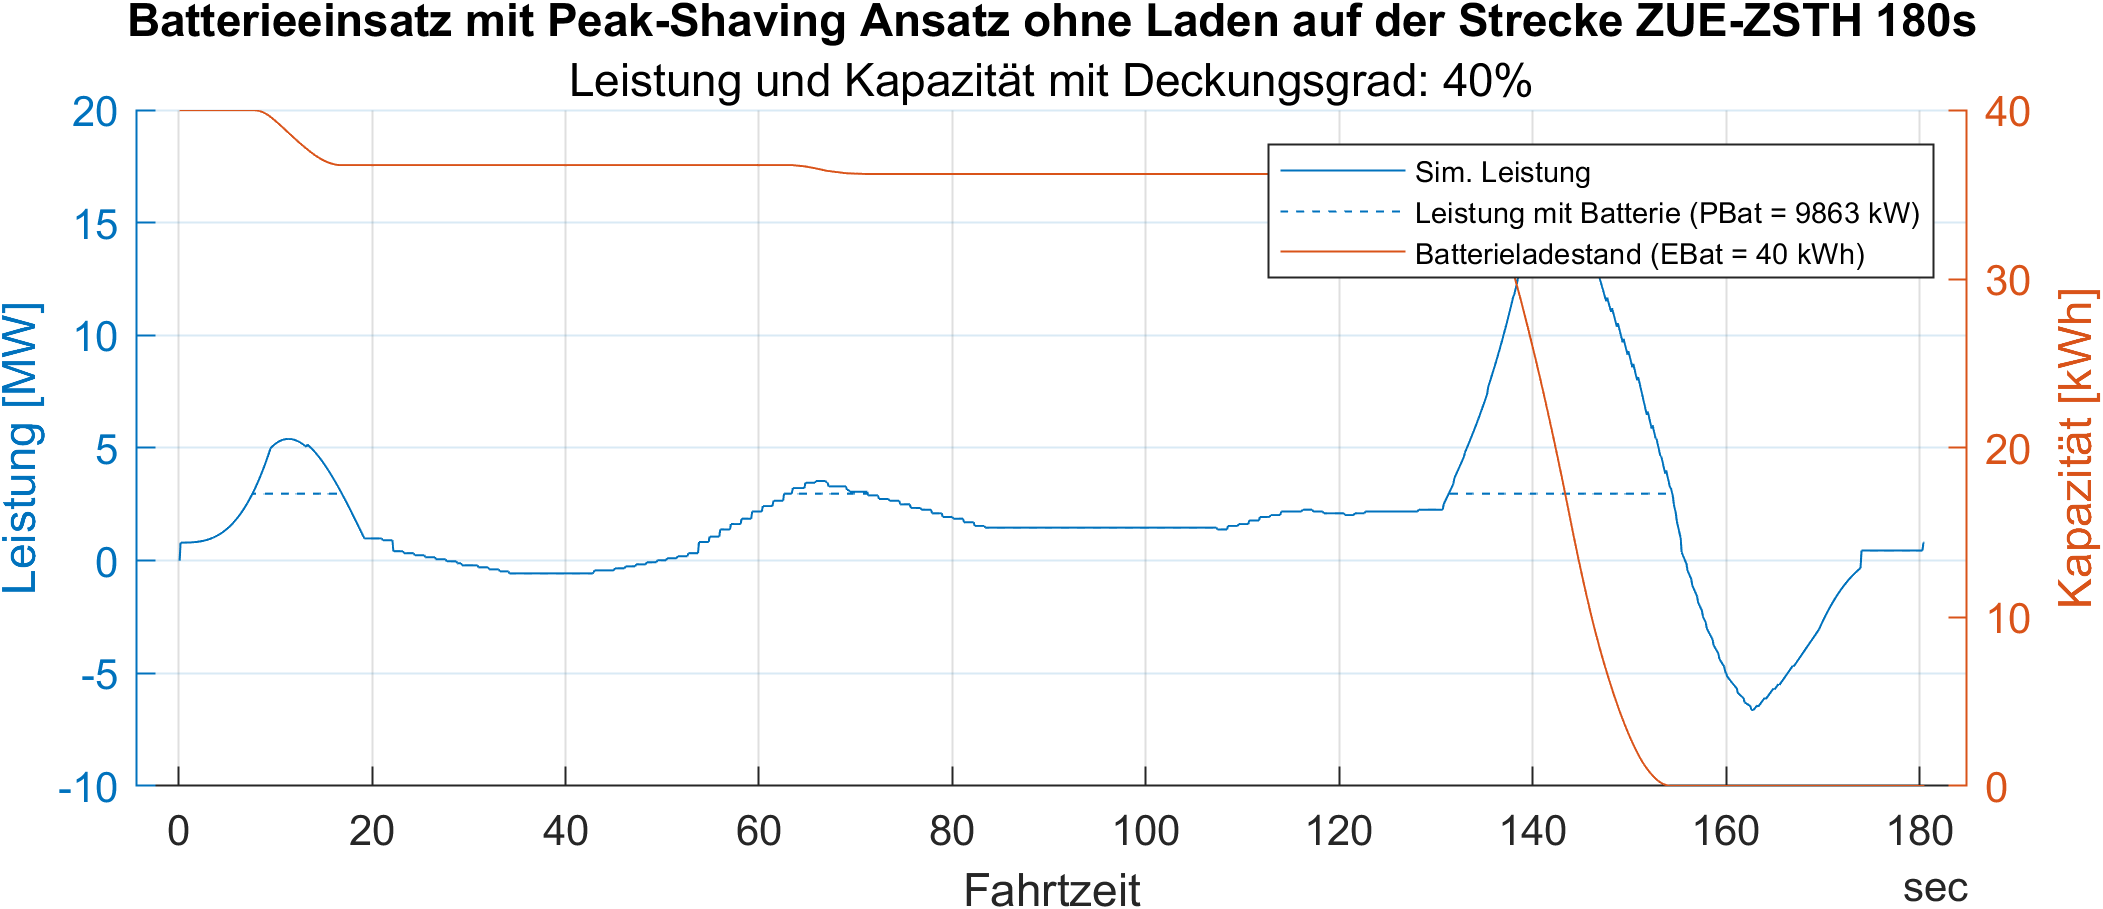 Batterieeinsatz mit Peak-Shaving Ansatz ohne Laden auf der Strecke ZUE-ZSTH 180s
Leistung und Kapazität mit Deckungsgrad: 40%
Leistung [MW]
20
15
10
5
0
-5
-10
Sim. Leistung
Leistung mit Batterie (PBat = 9863 kW)
Batterieladestand (EBat = 40 kWh)
40
30
20
10
0
Kapazität [kWh]
0 20 40 60 80 100 120 140 160 180
Fahrtzeit
sec